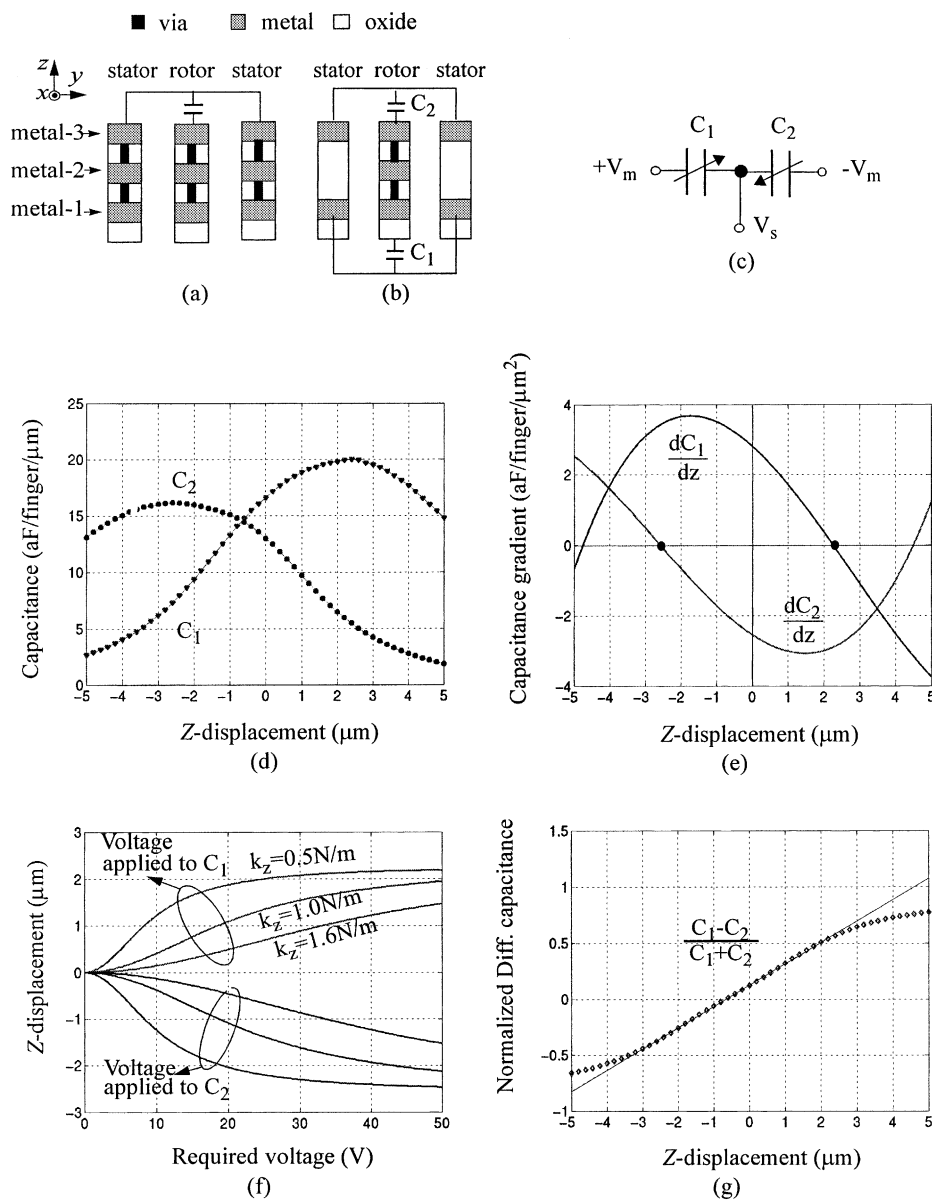 via metal oxide
z
y
x
stator rotor stator stator rotor stator
C₂
metal-3
metal-2
metal-1
C₁
(a) (b)
C₁ C₂
+Vₘ -Vₘ
Vₛ
(c)
Capacitance (aF/finger/μm)
25
20
15
10
5
0
C₂
C₁
-5 -4 -3 -2 -1 0 1 2 3 4 5
Z-displacement (μm)
(d)
Capacitance gradient (aF/finger/μm²)
4
2
0
-2
-4
dC₁
dz
dC₂
dz
-5 -4 -3 -2 -1 0 1 2 3 4 5
Z-displacement (μm)
(e)
Z-displacement (μm)
3
2
1
0
-1
-2
-3
Voltage
applied to C₁
k_z=0.5N/m
k_z=1.0N/m
k_z=1.6N/m
Voltage
applied to C₂
0 10 20 30 40 50
Required voltage (V)
(f)
Normalized Diff. capacitance
1.5
1
0.5
0
-0.5
-1
C₁-C₂
C₁+C₂
-5 -4 -3 -2 -1 0 1 2 3 4 5
Z-displacement (μm)
(g)